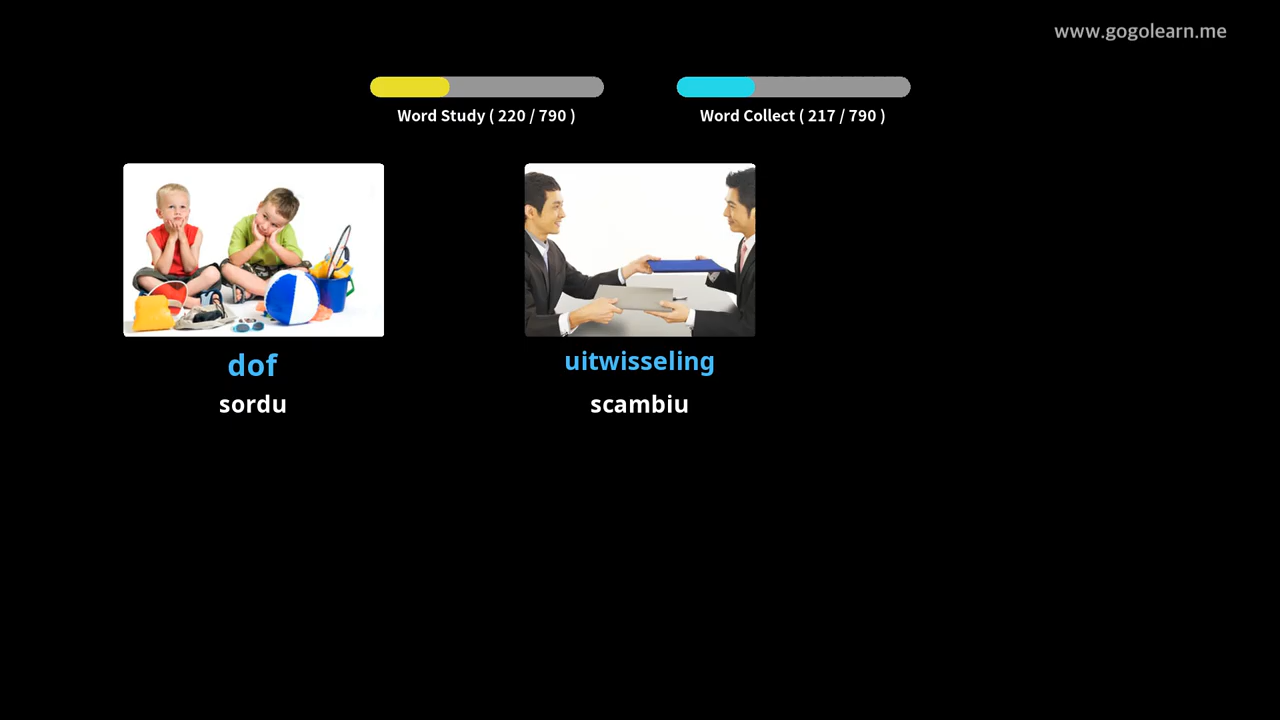 www.gogolearn.me
Word Study ( 220 / 790 )
Word Collect ( 217 / 790 )
dof
sordu
uitwisseling
scambiu